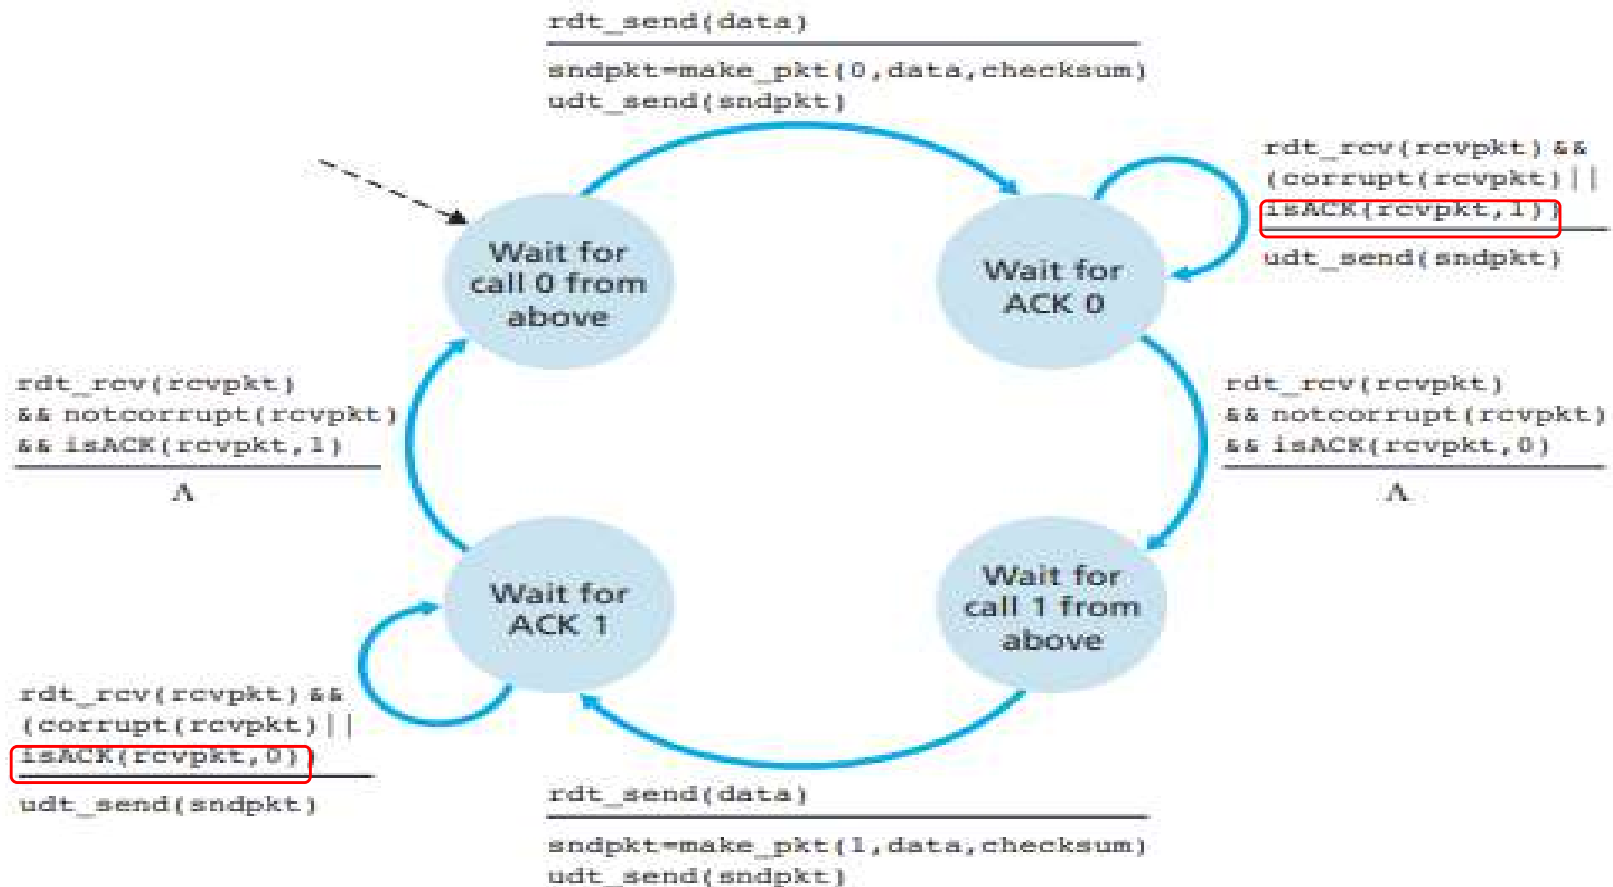 rdt_send(data)
sndpkt=make_pkt(0,data,checksum)
udt_send(sndpkt)
rdt_rcv(rcvpkt)&&
(corrupt(rcvpkt)||
isACK(rcvpkt,1))
udt_send(sndpkt)
Wait for
call 0 from
above
Wait for
ACK 0
rdt_rcv(rcvpkt)
&& notcorrupt(rcvpkt)
&& isACK(rcvpkt,1)
Λ
rdt_rcv(rcvpkt)
&& notcorrupt(rcvpkt)
&& isACK(rcvpkt,0)
Λ
Wait for
ACK 1
Wait for
call 1 from
above
rdt_rcv(rcvpkt)&&
(corrupt(rcvpkt)||
isACK(rcvpkt,0))
udt_send(sndpkt)
rdt_send(data)
sndpkt=make_pkt(1,data,checksum)
udt_send(sndpkt)